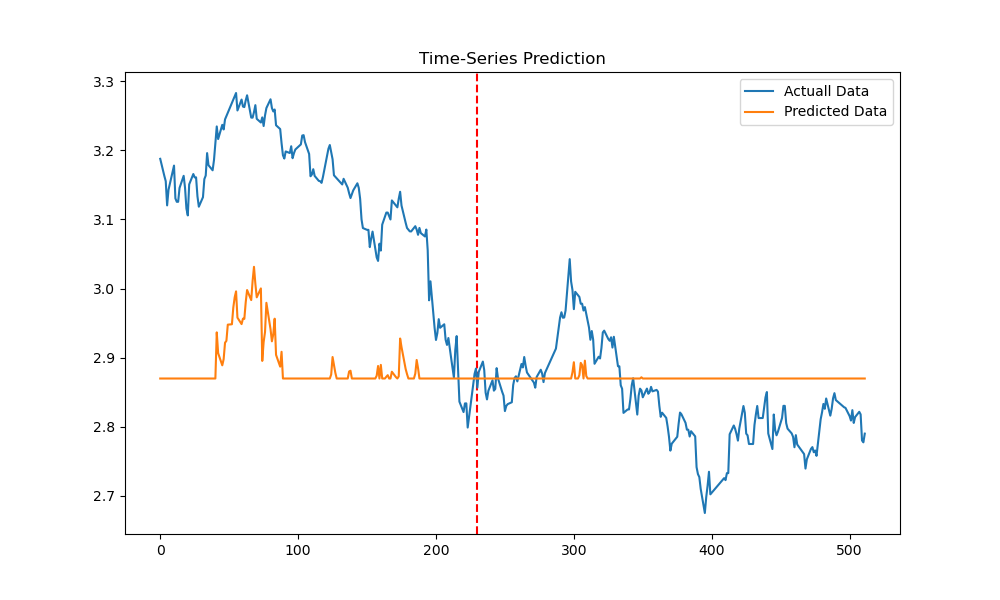 Time-Series Prediction
Actuall Data
Predicted Data
3.3
3.2
3.1
3.0
2.9
2.8
2.7
0 100 200 300 400 500